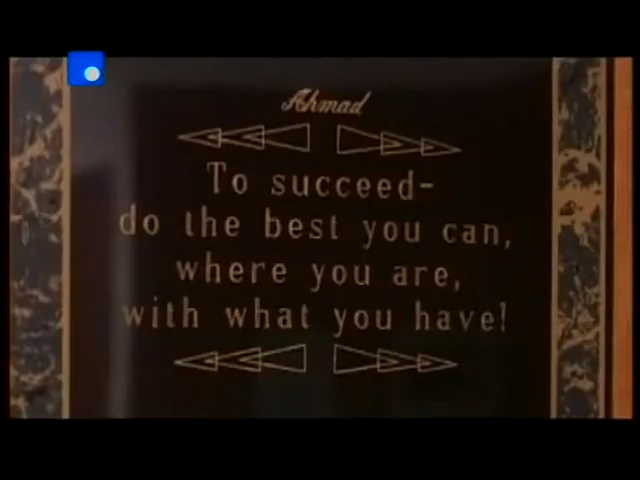 Ahmad
To succeed-
do the best you can,
where you are,
with what you have!